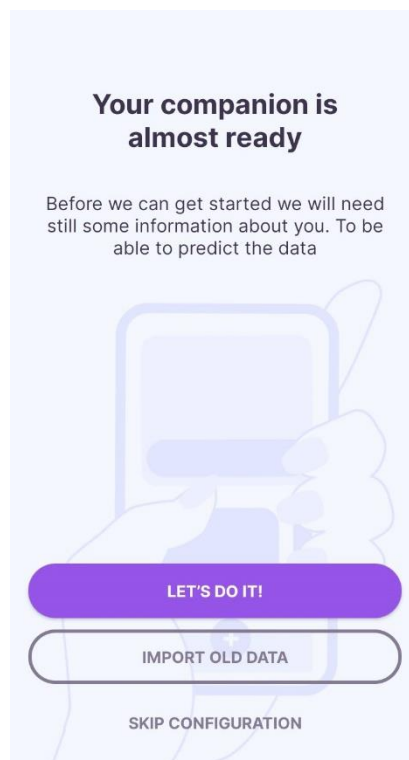 Your companion is
almost ready
Before we can get started we will need
still some information about you. To be
able to predict the data
LET'S DO IT!
IMPORT OLD DATA
SKIP CONFIGURATION